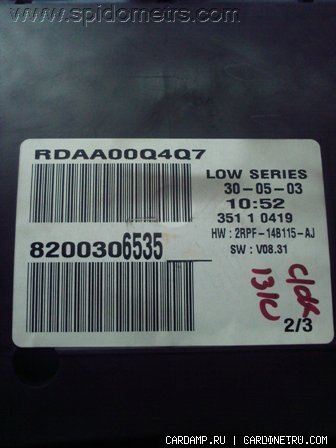 www.spidometrs.com
RDAA00Q4Q7
LOW SERIES
30-05-03
10:52
351 1 0419
HW : 2RPF-14B115-AJ
SW : V08.31
8200306535
2/3
CARDAMP.RU | CARDINETRU.COM